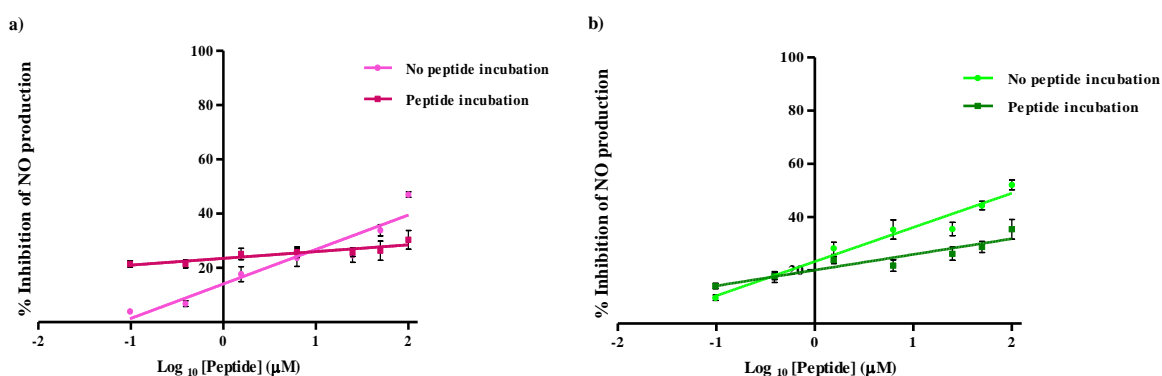 a)
100
80
60
40
20
-2
-1
0
1
2
% Inhibition of NO production
Log 10 [Peptide] (µM)
No peptide incubation
Peptide incubation
b)
100
80
60
40
20
-2
-1
0
1
2
% Inhibition of NO production
Log 10 [Peptide] (µM)
No peptide incubation
Peptide incubation